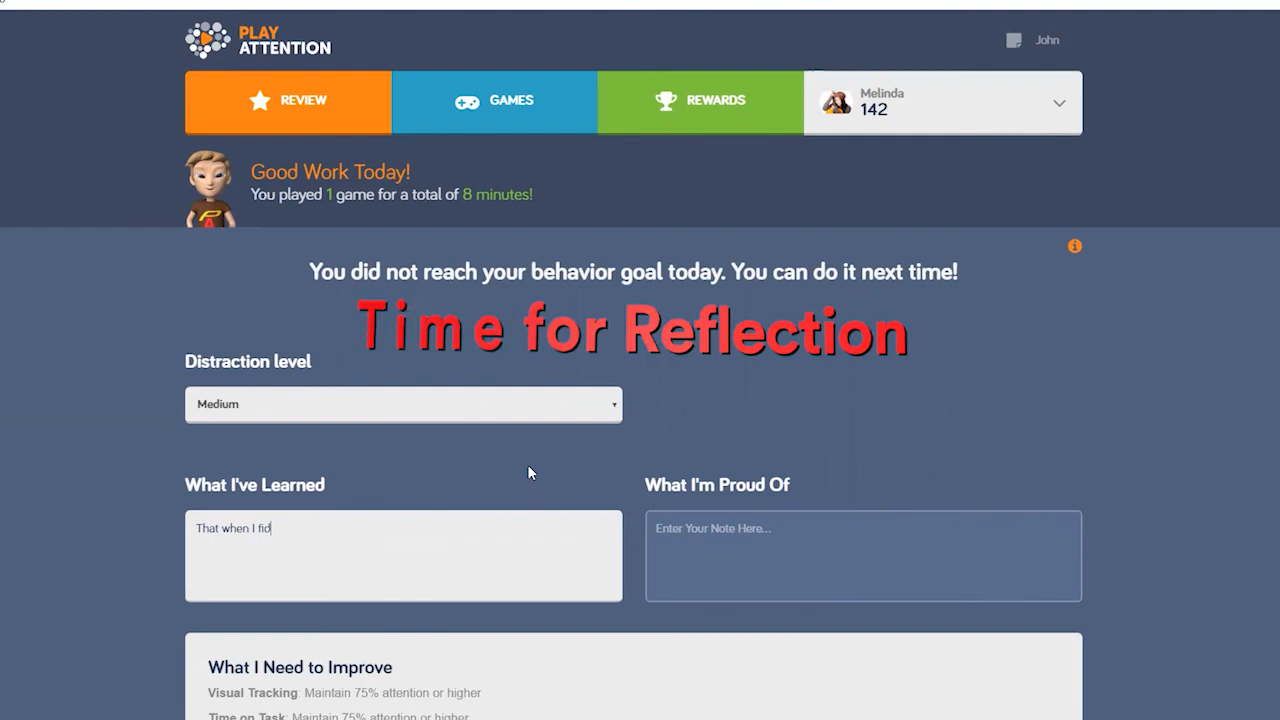 PLAY
ATTENTION
John
REVIEW
GAMES
REWARDS
Melinda
142
Good Work Today!
You played 1 game for a total of 8 minutes!
You did not reach your behavior goal today. You can do it next time!
Time for Reflection
Distraction level
Medium
What I've Learned
What I'm Proud Of
That when I fid
Enter Your Note Here...
What I Need to Improve
Visual Tracking: Maintain 75% attention or higher
Time on Task: Maintain 75% attention or higher